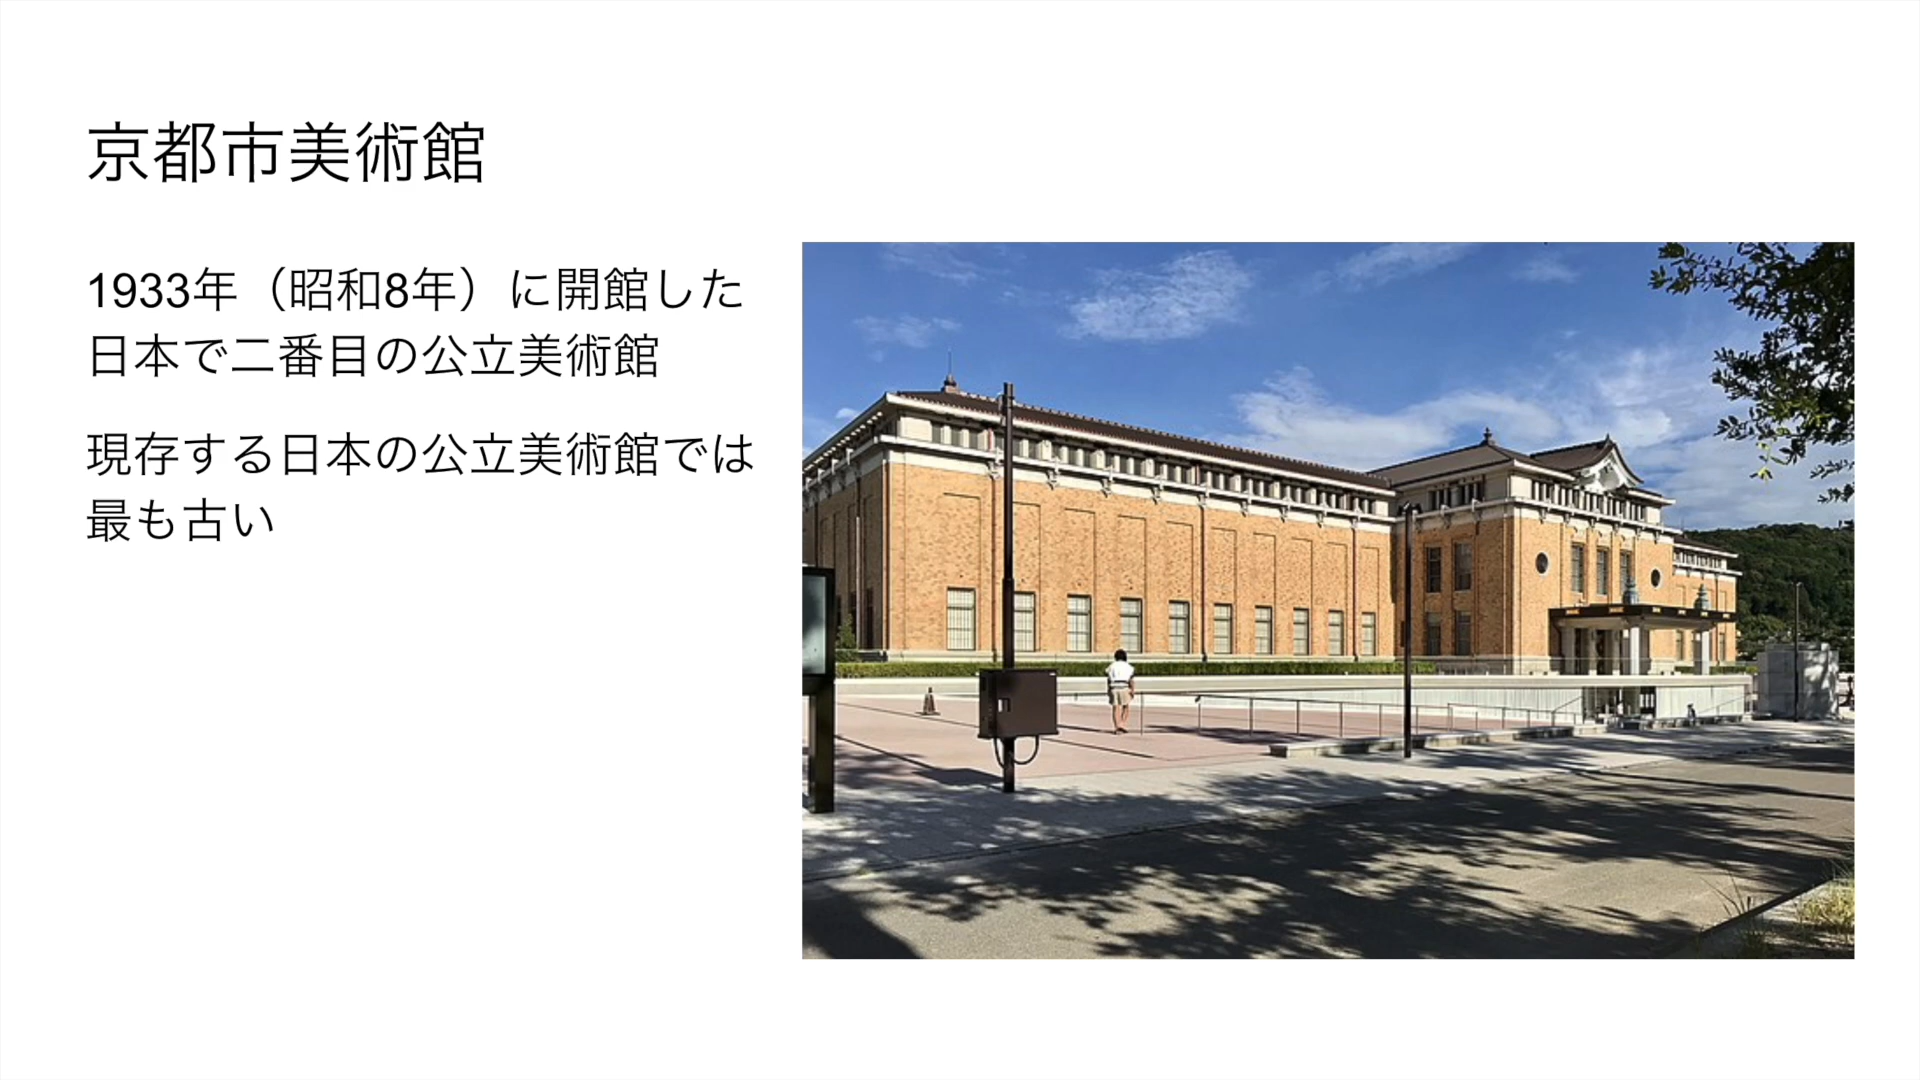 京都市美術館
1933年（昭和8年）に開館した
日本で二番目の公立美術館
現存する日本の公立美術館では
最も古い